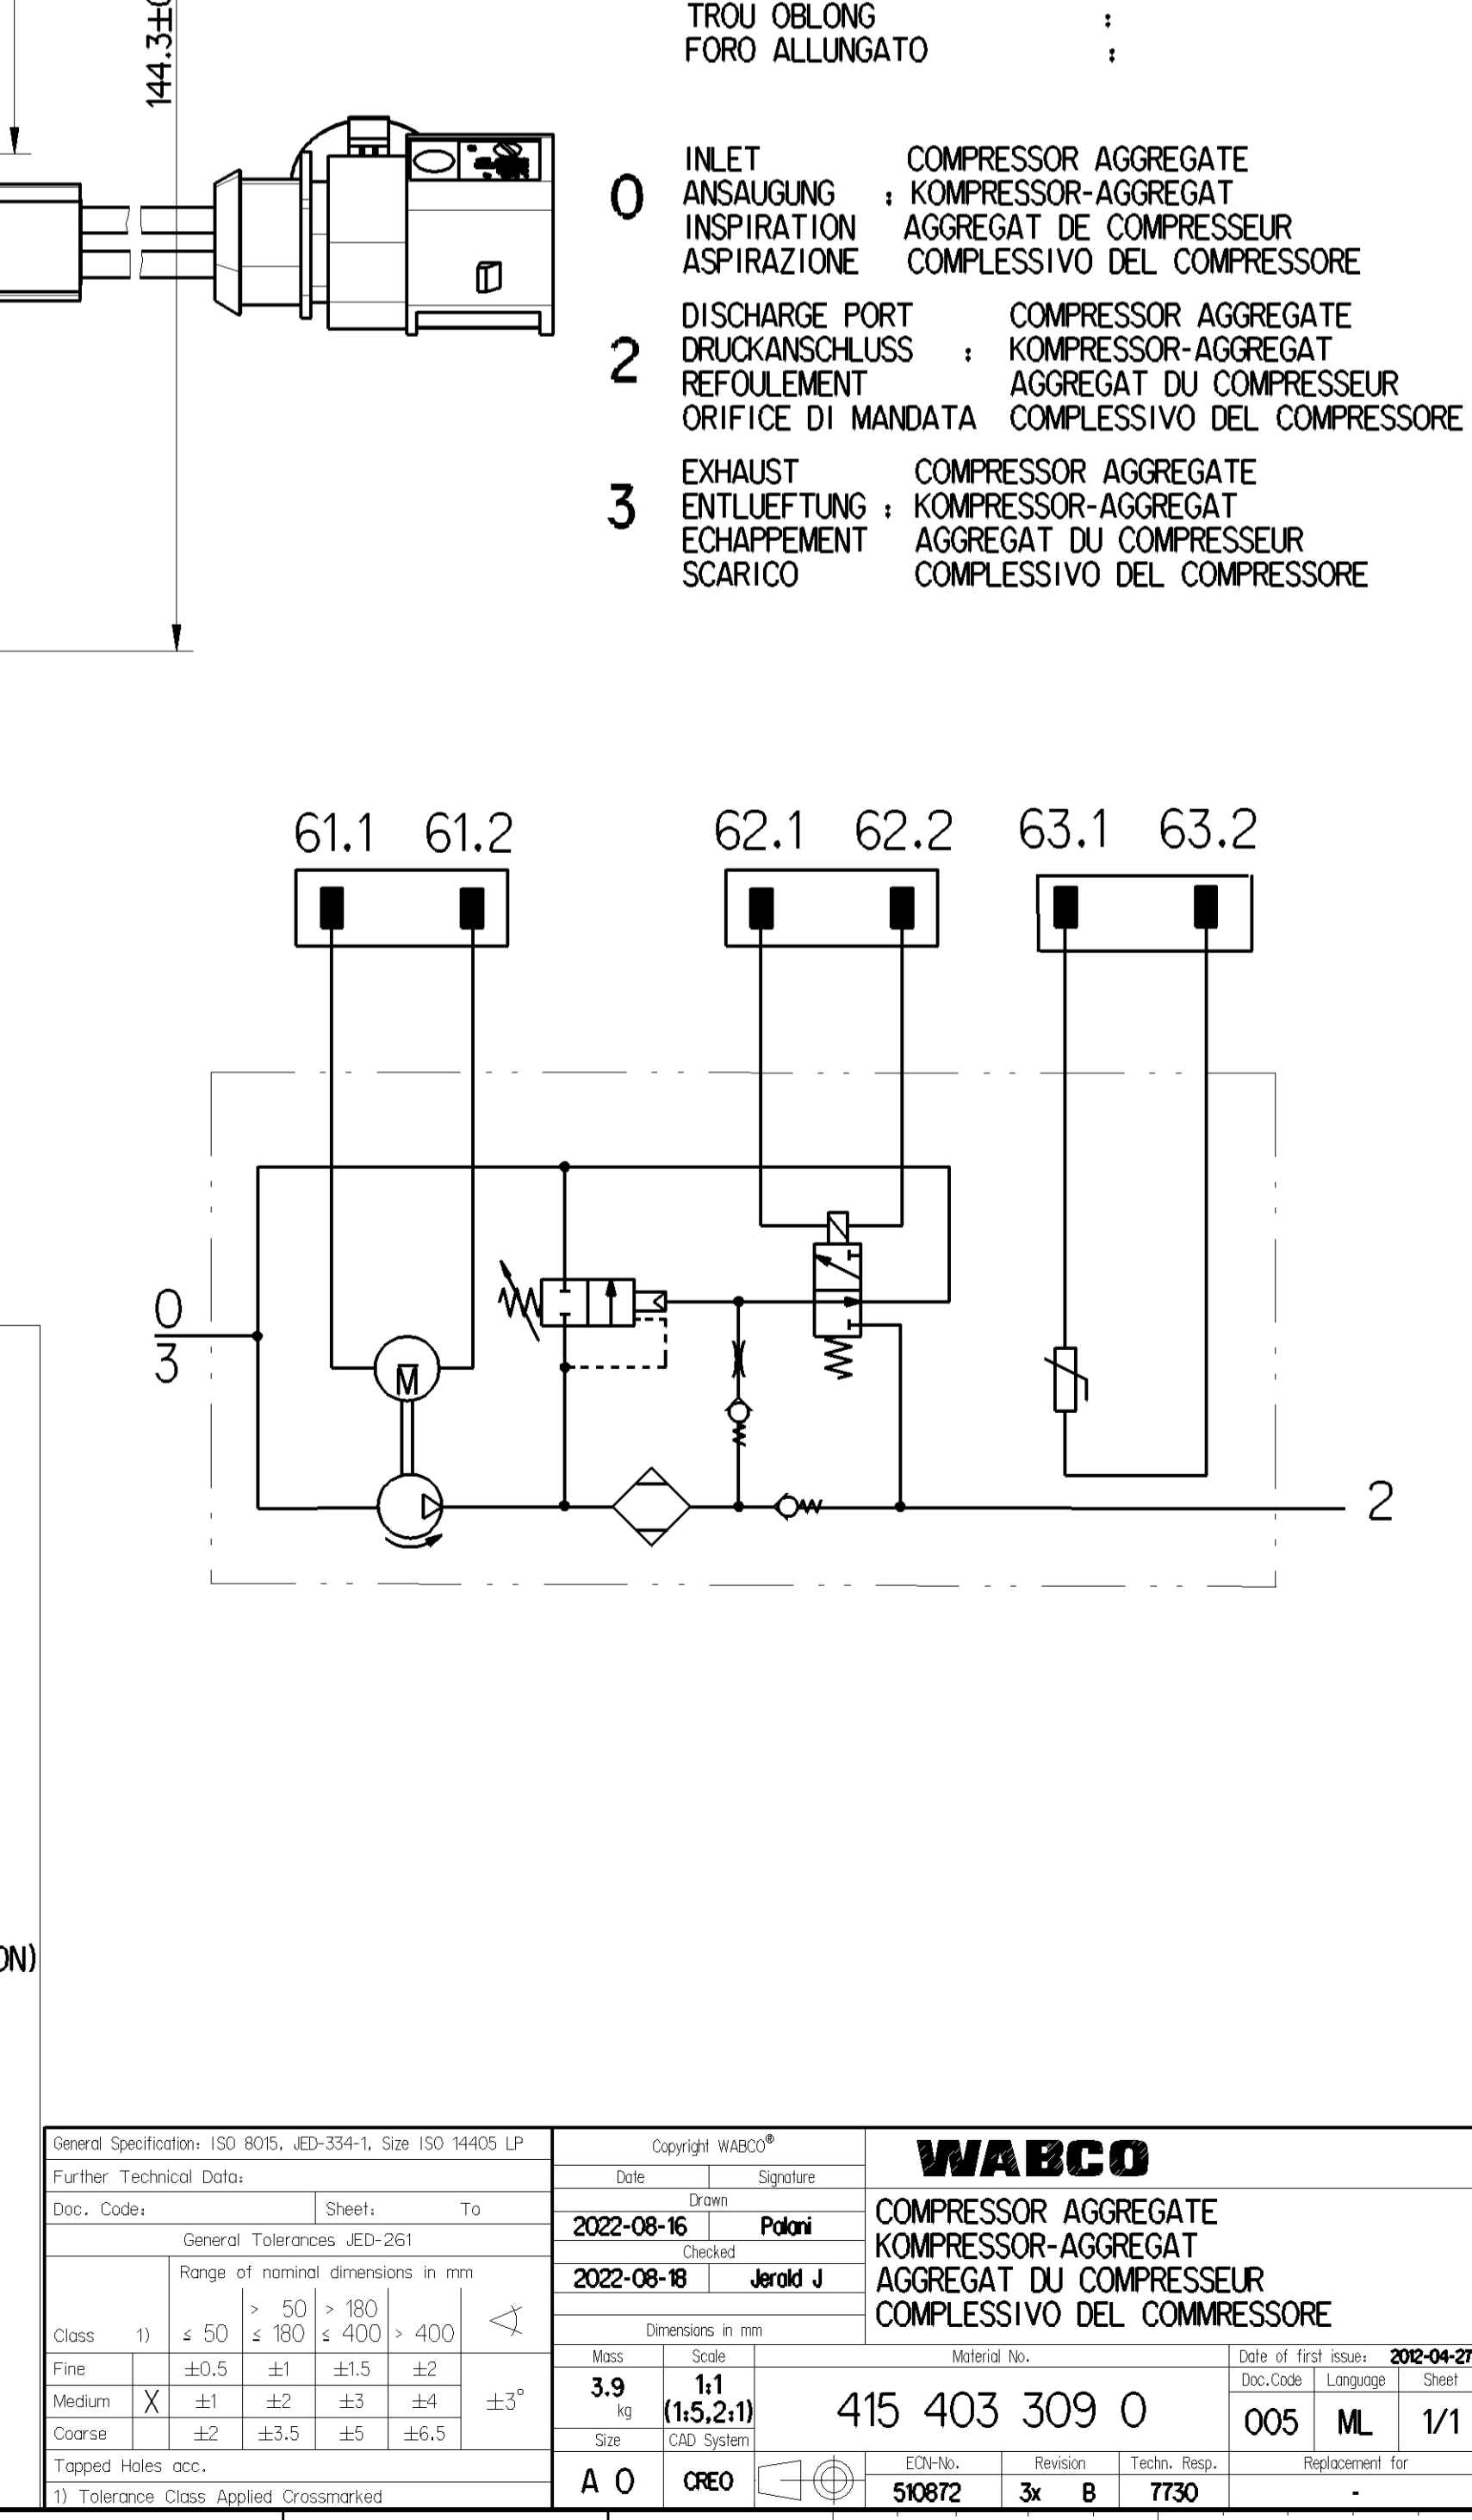 144.3±
TROU OBLONG :
FORO ALLUNGATO :
0
INLET COMPRESSOR AGGREGATE
ANSAUGUNG : KOMPRESSOR-AGGREGAT
INSPIRATION AGGREGAT DE COMPRESSEUR
ASPIRAZIONE COMPLESSIVO DEL COMPRESSORE
2
DISCHARGE PORT COMPRESSOR AGGREGATE
DRUCKANSCHLUSS : KOMPRESSOR-AGGREGAT
REFOULEMENT AGGREGAT DU COMPRESSEUR
ORIFICE DI MANDATA COMPLESSIVO DEL COMPRESSORE
3
EXHAUST COMPRESSOR AGGREGATE
ENTLUEFTUNG : KOMPRESSOR-AGGREGAT
ECHAPPEMENT AGGREGAT DU COMPRESSEUR
SCARICO COMPLESSIVO DEL COMPRESSORE
61.1 61.2 62.1 62.2 63.1 63.2
0
3
M
2
ON)
General Specification: ISO 8015, JED-334-1, Size ISO 14405 LP
Further Technical Data:
Doc. Code: Sheet: To
General Tolerances JED-261
Range of nominal dimensions in mm
Class 1) ≤ 50 > 50 ≤ 180 > 180 ≤ 400 > 400
Fine ±0.5 ±1 ±1.5 ±2
Medium X ±1 ±2 ±3 ±4 ±3°
Coarse ±2 ±3.5 ±5 ±6.5
Tapped Holes acc.
1) Tolerance Class Applied Crossmarked
Copyright WABCO®
Date Signature
Drawn
2022-08-16 Palani
Checked
2022-08-18 Jerald J
Dimensions in mm
Mass Scale
3.9 kg 1:1
(1:5,2:1)
Size CAD System
A 0 CREO
WABCO
COMPRESSOR AGGREGATE
KOMPRESSOR-AGGREGAT
AGGREGAT DU COMPRESSEUR
COMPLESSIVO DEL COMMRESSORE
Material No.
415 403 309 0
Date of first issue: 2012-04-27
Doc.Code Language Sheet
005 ML 1/1
ECN-No. Revision Techn. Resp. Replacement for
510872 3x B 7730 -